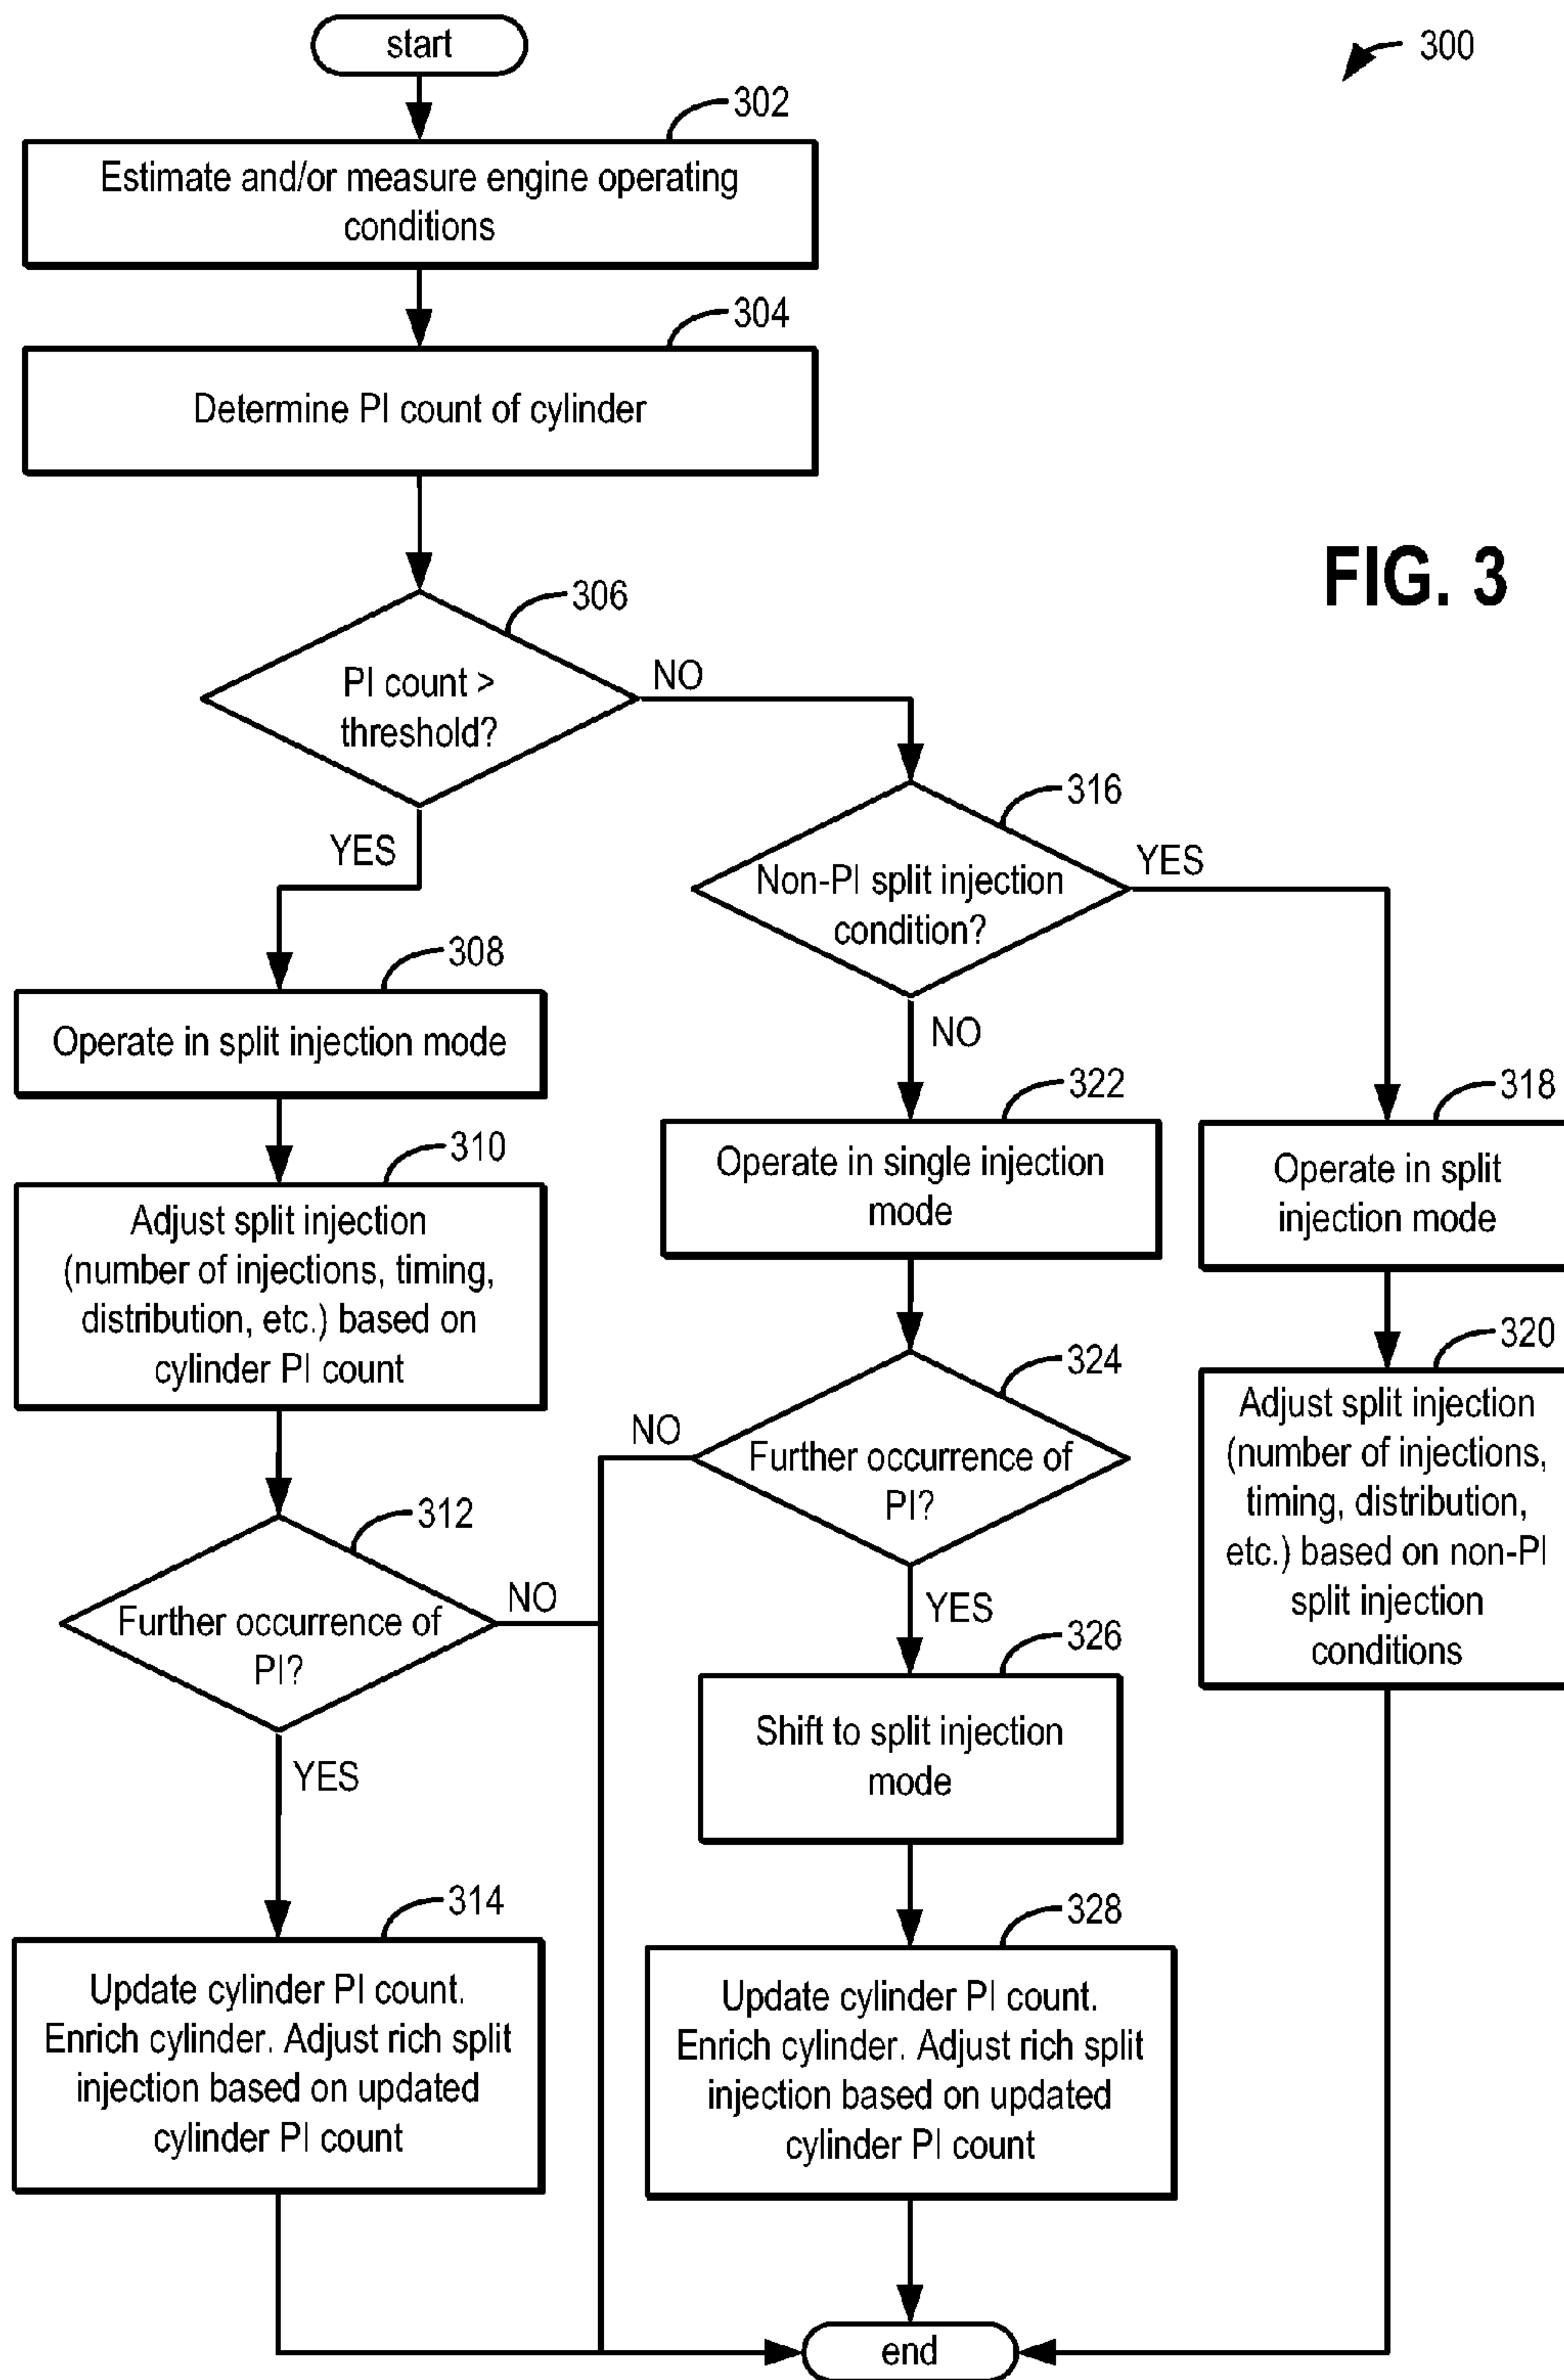 start
300
302
Estimate and/or measure engine operating
conditions
304
Determine PI count of cylinder
FIG. 3
306
PI count >
threshold?
NO
YES
316
Non-PI split injection
condition?
YES
NO
308
Operate in split injection mode
310
Adjust split injection
(number of injections, timing,
distribution, etc.) based on
cylinder PI count
312
Further occurrence of
PI?
NO
YES
314
Update cylinder PI count.
Enrich cylinder. Adjust rich split
injection based on updated
cylinder PI count
322
Operate in single injection
mode
324
Further occurrence of
PI?
NO
YES
326
Shift to split injection
mode
328
Update cylinder PI count.
Enrich cylinder. Adjust rich split
injection based on updated
cylinder PI count
318
Operate in split
injection mode
320
Adjust split injection
(number of injections,
timing, distribution,
etc.) based on non-PI
split injection
conditions
end